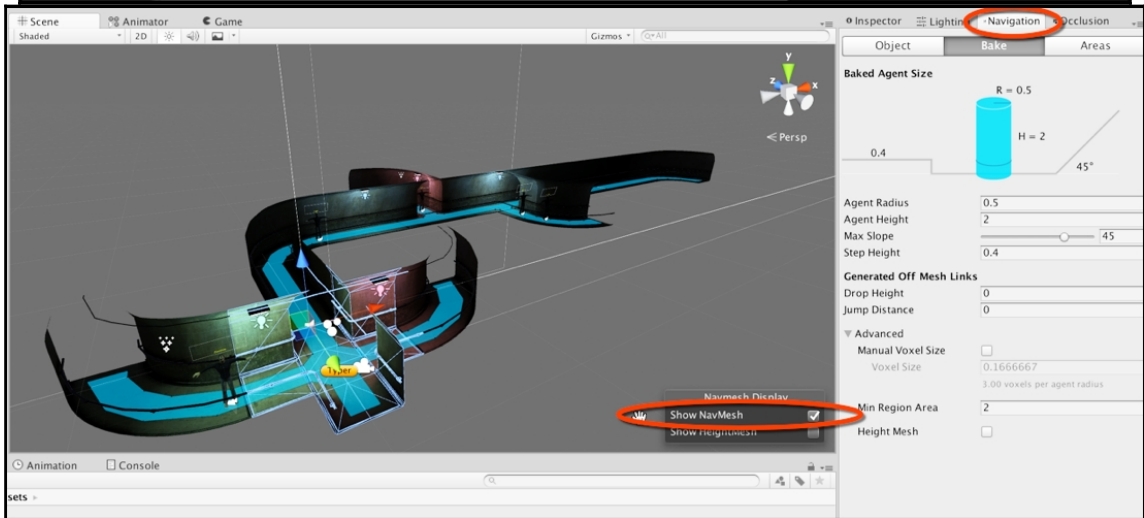 Scene Animator Game
Shaded 2D Gizmos Q▾All
y
z x
Persp
Typer
Navmesh Display
Show NavMesh
Show HeightMesh
Animation Console
sets
Inspector Lighting Navigation Occlusion
Object Bake Areas
Baked Agent Size
R = 0.5
H = 2
0.4
45°
Agent Radius 0.5
Agent Height 2
Max Slope 45
Step Height 0.4
Generated Off Mesh Links
Drop Height 0
Jump Distance 0
Advanced
Manual Voxel Size
Voxel Size 0.1666667
3.00 voxels per agent radius
Min Region Area 2
Height Mesh